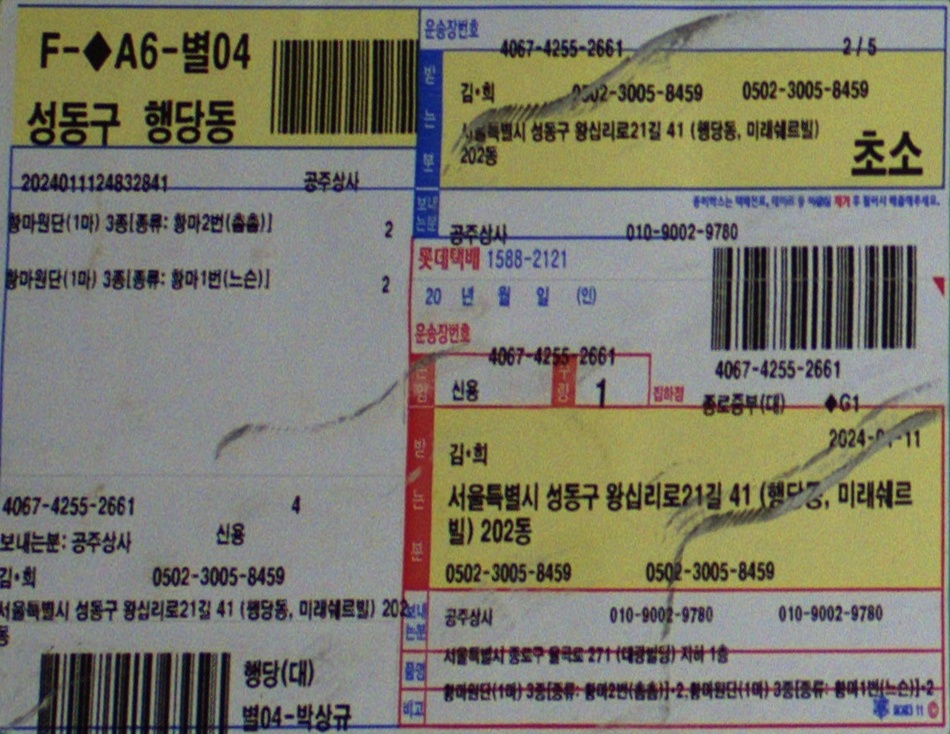 F-◆A6-별04
성동구 행당동
2024011124832841 공주상사
황마원단(1마) 3종[종류: 황마2번(촘촘)] 2
황마원단(1마) 3종[종류: 황마1번(느슨)] 2
4067-4255-2661 4
보내는분: 공주상사 신용
김*희 0502-3005-8459
서울특별시 성동구 왕십리로21길 41 (행당동, 미래쉐르빌) 202
동
행당(대)
별04-박상규
운송장번호
4067-4255-2661 2 / 5
받는분
김*희 0502-3005-8459 0502-3005-8459
서울특별시 성동구 왕십리로21길 41 (행당동, 미래쉐르빌)
202동
초소
보내는분
공주상사 010-9002-9780
롯데택배 1588-2121
20 년 월 일 (인)
운송장번호
4067-4255-2661
4067-4255-2661
운임 신용 수량 1 집하점
종로중부(대) ◆G1
2024-01-11
받는분
김*희
서울특별시 성동구 왕십리로21길 41 (행당동, 미래쉐르
빌) 202동
0502-3005-8459 0502-3005-8459
보내는분
공주상사 010-9002-9780 010-9002-9780
서울특별시 종로구 율곡로 271 (대광빌딩) 지하 1층
품명
황마원단(1마) 3종[종류: 황마2번(촘촘)]-2, 황마원단(1마) 3종[종류: 황마1번(느슨)]-2
비고